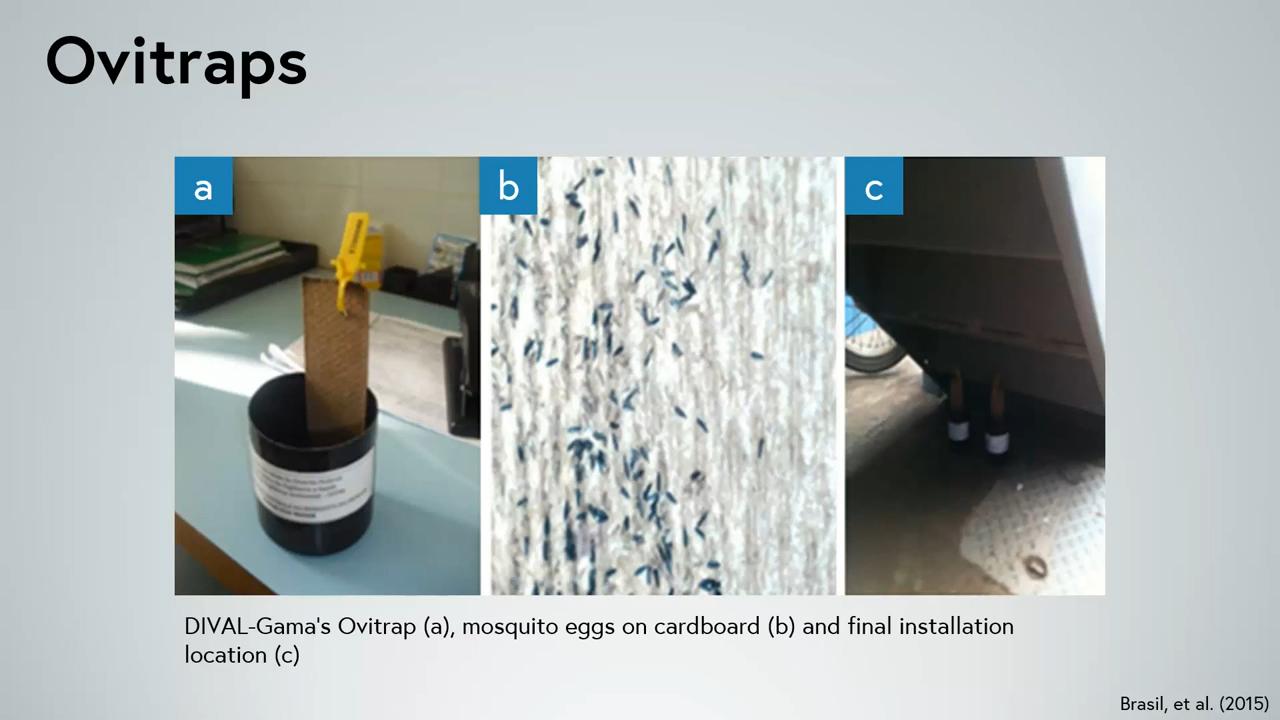 Ovitraps
a
b
c
DIVAL-Gama's Ovitrap (a), mosquito eggs on cardboard (b) and final installation
location (c)
Brasil, et al. (2015)